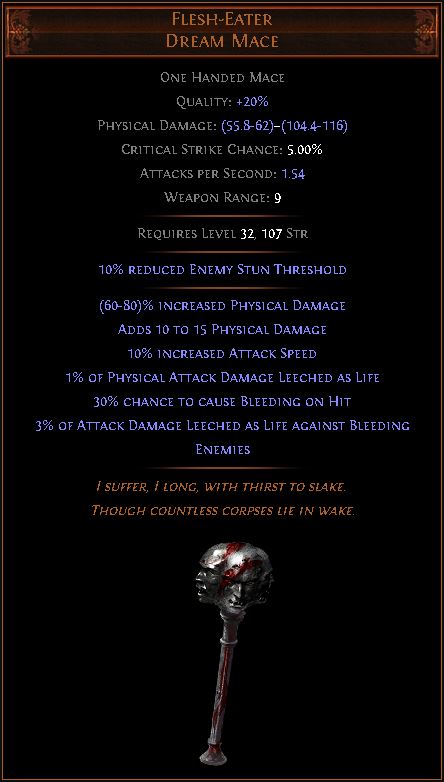 Flesh-Eater
Dream Mace
One Handed Mace
Quality: +20%
Physical Damage: (55.8-62)–(104.4-116)
Critical Strike Chance: 5.00%
Attacks per Second: 1.54
Weapon Range: 9
Requires Level 32, 107 Str
10% reduced Enemy Stun Threshold
(60-80)% increased Physical Damage
Adds 10 to 15 Physical Damage
10% increased Attack Speed
1% of Physical Attack Damage Leeched as Life
30% chance to cause Bleeding on Hit
3% of Attack Damage Leeched as Life against Bleeding
Enemies
I suffer, I long, with thirst to slake.
Though countless corpses lie in wake.